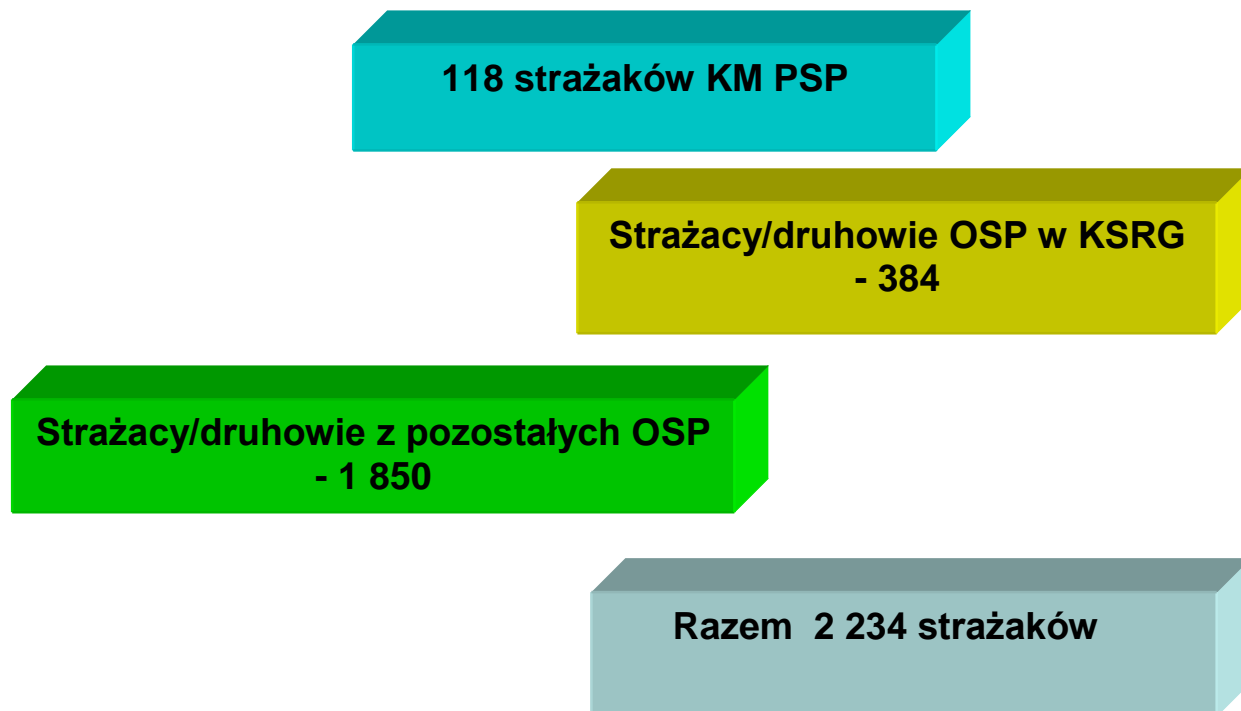 118 strażaków KM PSP
Strażacy/druhowie OSP w KSRG
- 384
Strażacy/druhowie z pozostałych OSP
- 1 850
Razem 2 234 strażaków